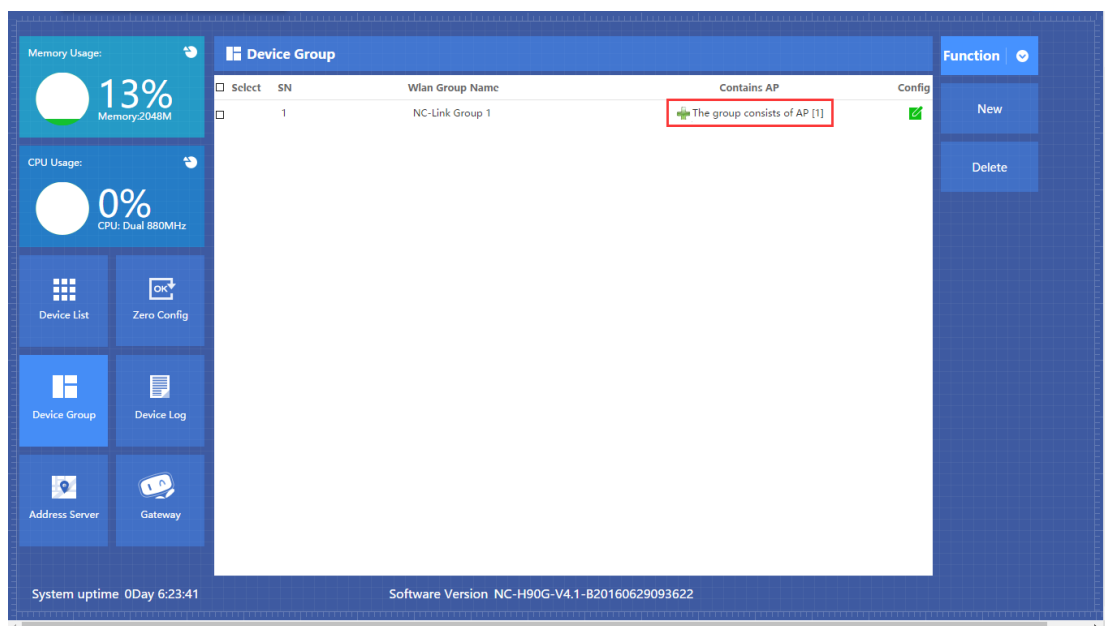 Memory Usage:
13%
Memory:2048M
CPU Usage:
0%
CPU: Dual 880MHz
Device List
OK
Zero Config
Device Group
Device Log
Address Server
Gateway
Device Group
Select SN Wlan Group Name Contains AP Config
1 NC-Link Group 1 The group consists of AP [1]
Function
New
Delete
System uptime 0Day 6:23:41
Software Version NC-H90G-V4.1-B20160629093622